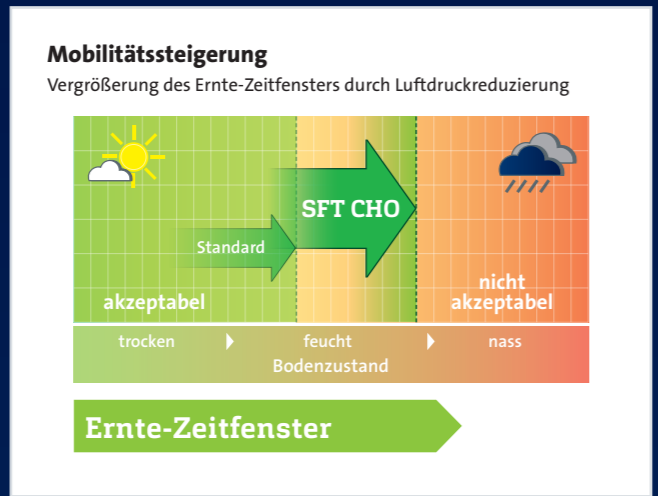 Mobilitätssteigerung
Vergrößerung des Ernte-Zeitfensters durch Luftdruckreduzierung
SFT CHO
Standard
akzeptabel
nicht
akzeptabel
trocken feucht nass
Bodenzustand
Ernte-Zeitfenster